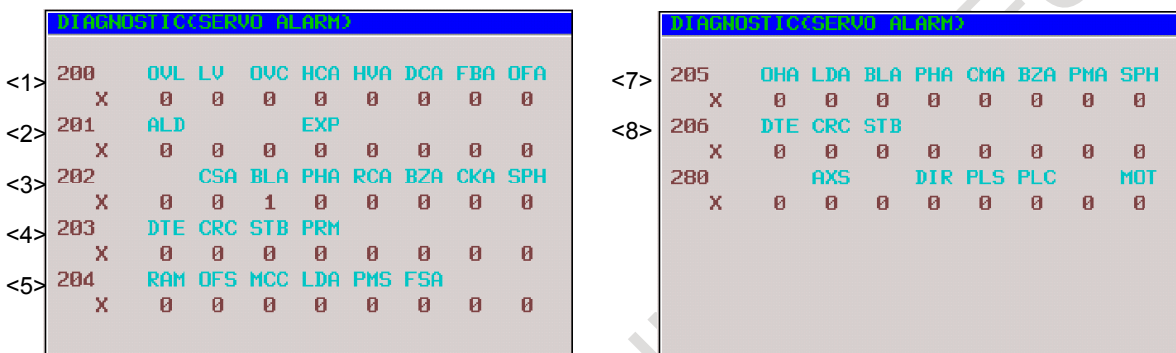 DIAGNOSTIC(SERVO ALARM)
<1> 200 OVL LV OVC HCA HVA DCA FBA OFA
X 0 0 0 0 0 0 0 0
<2> 201 ALD EXP
X 0 0 0 0 0 0 0 0
<3> 202 CSA BLA PHA RCA BZA CKA SPH
X 0 0 1 0 0 0 0 0
<4> 203 DTE CRC STB PRM
X 0 0 0 0 0 0 0 0
<5> 204 RAM OFS MCC LDA PMS FSA
X 0 0 0 0 0 0 0 0
DIAGNOSTIC(SERVO ALARM)
<7> 205 OHA LDA BLA PHA CMA BZA PMA SPH
X 0 0 0 0 0 0 0 0
<8> 206 DTE CRC STB
X 0 0 0 0 0 0 0 0
280 AXS DIR PLS PLC MOT
X 0 0 0 0 0 0 0 0